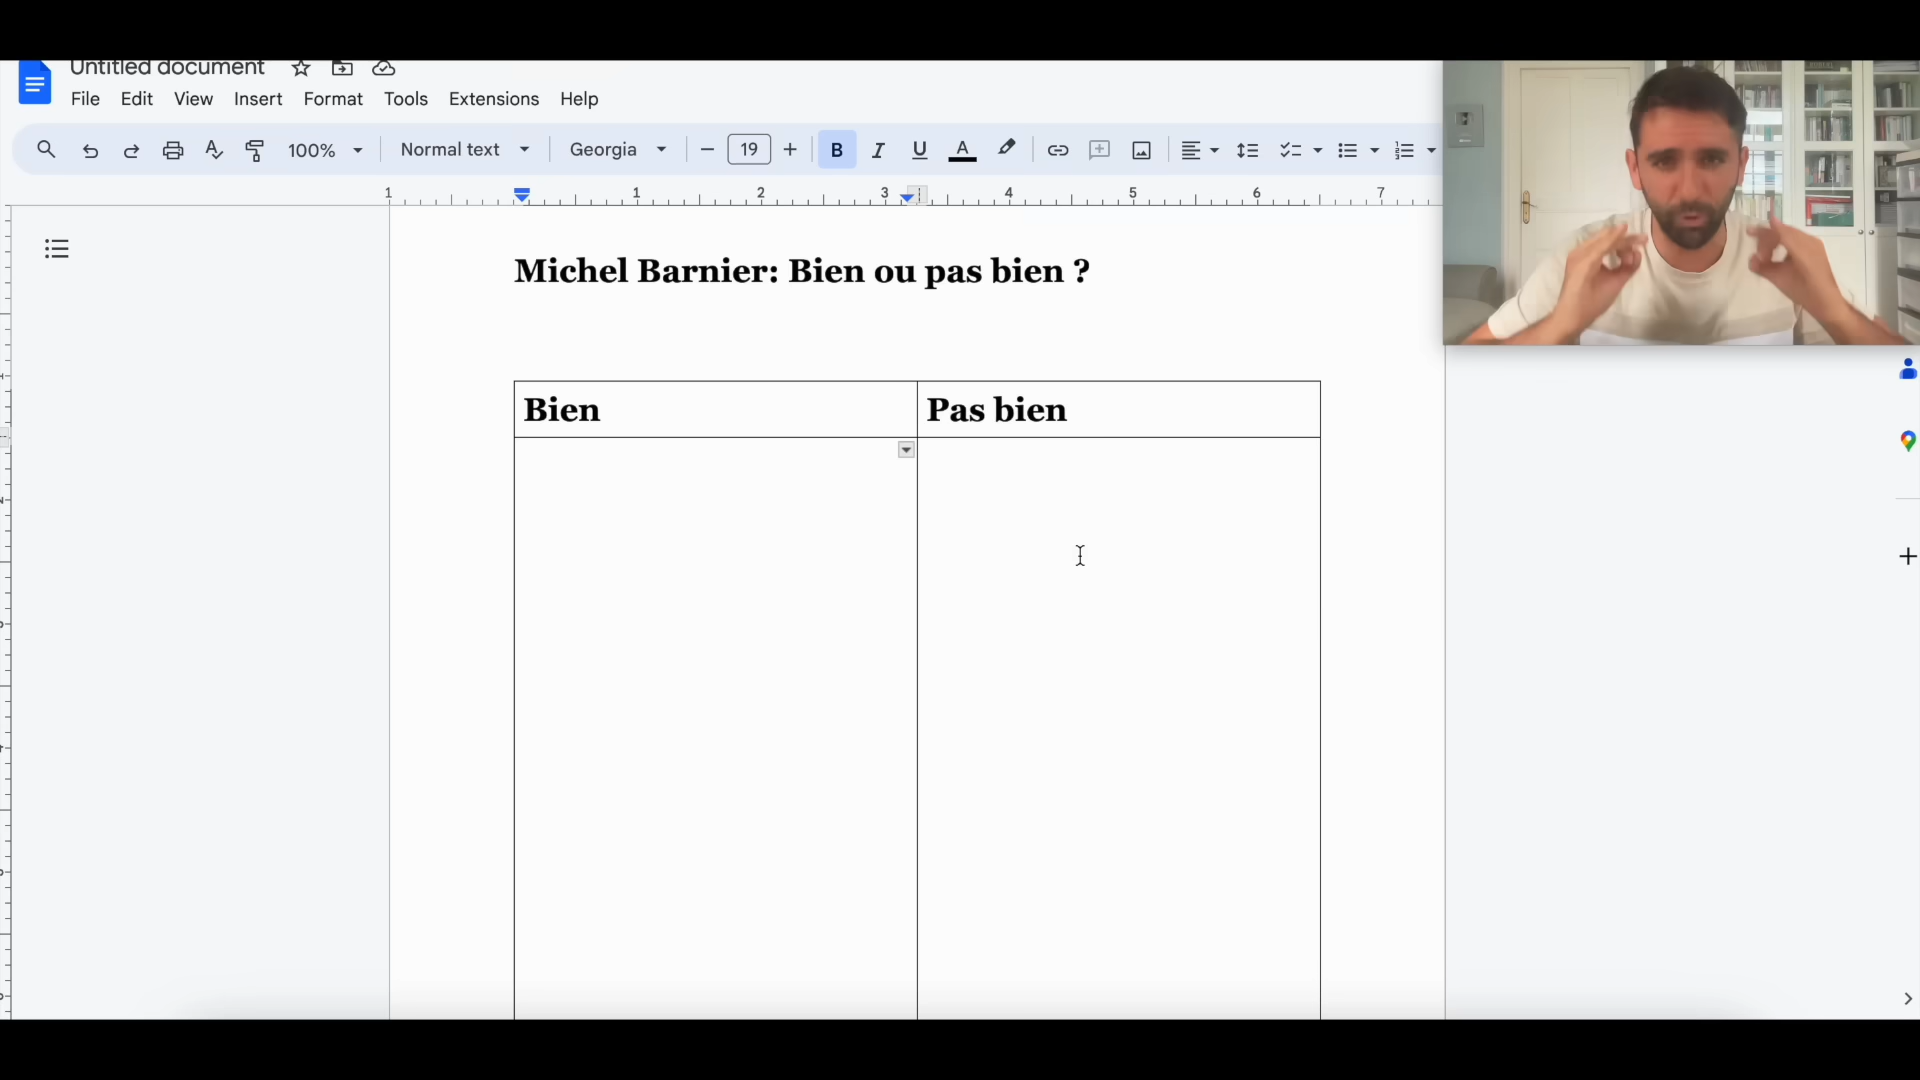 Untitled document
File Edit View Insert Format Tools Extensions Help
100% Normal text Georgia 19 B I U A
1 1 2 3 4 5 6 7
Michel Barnier: Bien ou pas bien ?
Bien
Pas bien